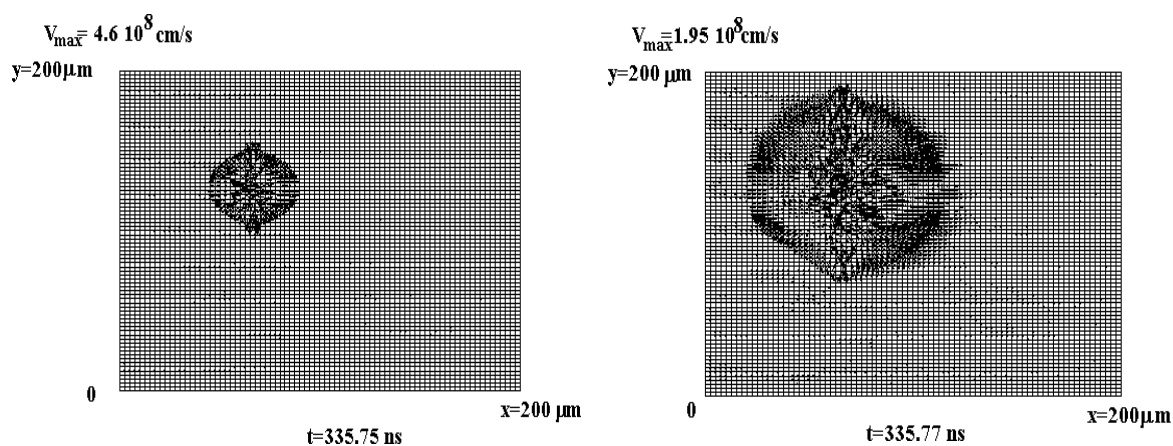 Vmax= 4.6 10^8 cm/s
y=200μm
0
x=200 μm
t=335.75 ns
Vmax=1.95 10^8cm/s
y=200 μm
0
x=200μm
t=335.77 ns